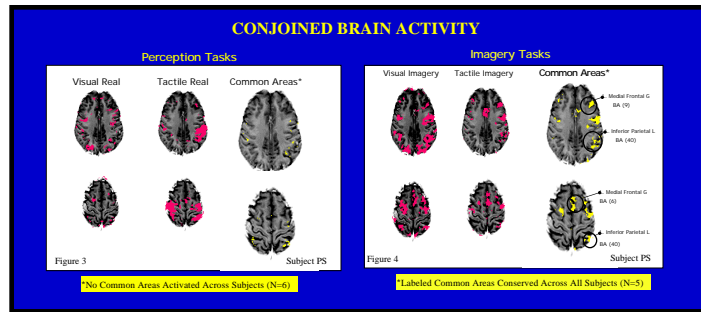 CONJOINED BRAIN ACTIVITY
Perception Tasks
Visual Real
Tactile Real
Common Areas*
Figure 3
Subject PS
*No Common Areas Activated Across Subjects (N=6)
Imagery Tasks
Visual Imagery
Tactile Imagery
Common Areas*
Medial Frontal G
BA (9)
Inferior Parietal L
BA (40)
Medial Frontal G
BA (6)
Inferior Parietal L
BA (40)
Figure 4
Subject PS
*Labeled Common Areas Conserved Across All Subjects (N=5)